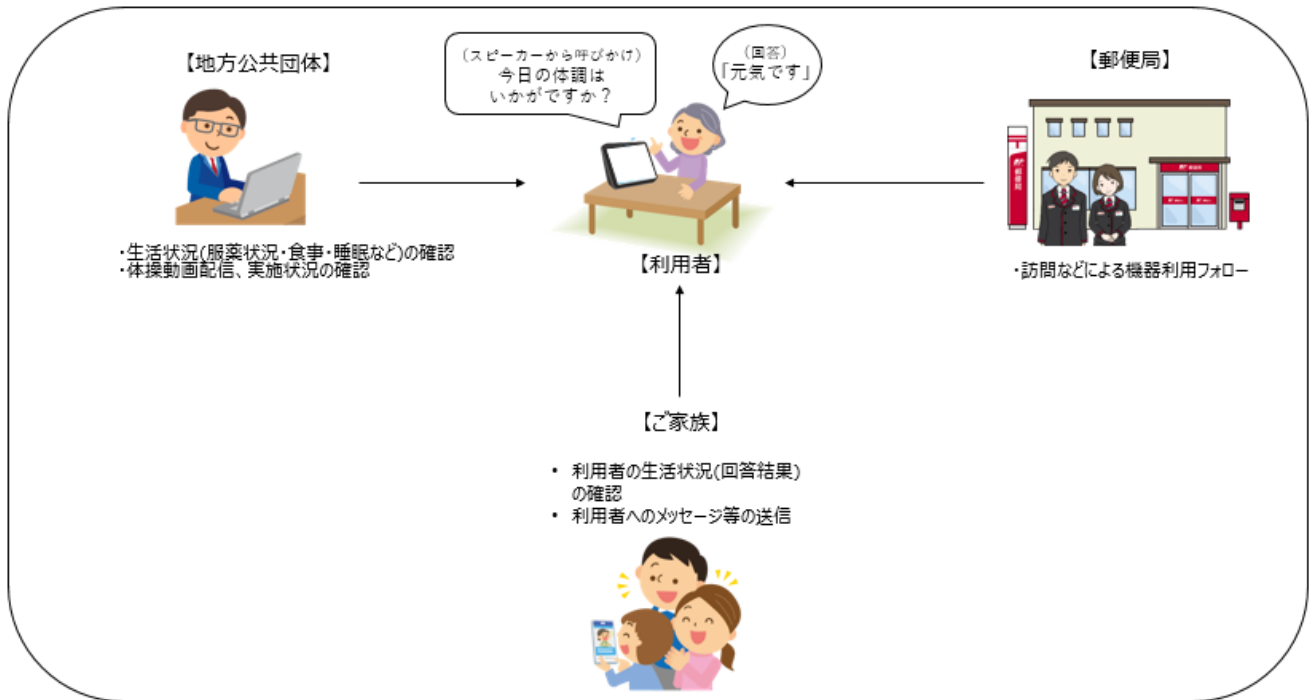 【地方公共団体】
(スピーカーから呼びかけ)
今日の体調は
いかがですか？
(回答)
「元気です」
【郵便局】
郵便局
・生活状況(服薬状況・食事・睡眠など)の確認
・体操動画配信、実施状況の確認
【利用者】
・訪問などによる機器利用フォロー
【ご家族】
• 利用者の生活状況(回答結果)
の確認
• 利用者へのメッセージ等の送信